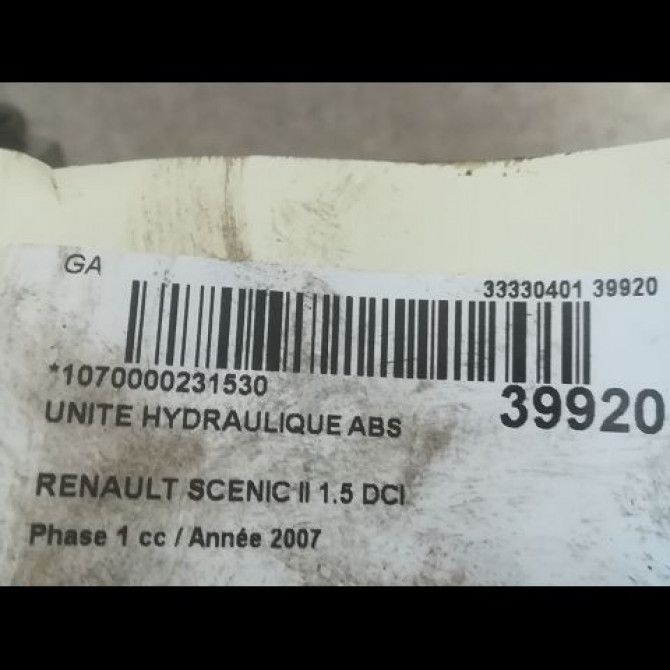 GA
33330401 39920
*1070000231530
39920
UNITE HYDRAULIQUE ABS
RENAULT SCENIC II 1.5 DCI
Phase 1 cc / Année 2007